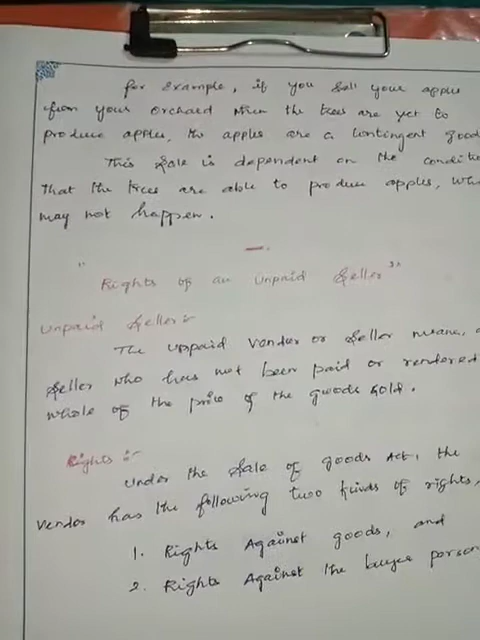 for Example, if you sell your apples
from your orchard when the trees are yet to
produce apples, the apples are a contingent good
This sale is dependent on the conditio
that the trees are able to produce apples, whi
may not happen.
"Rights of an Unpaid Seller"
Unpaid Seller :-
The unpaid Vendor or Seller means, a
Seller who has not been paid or rendered
whole of the price of the goods sold.
Rights :-
Under the Sale of goods Act, the
Vendor has the following two kinds of rights,
1. Rights Against goods, and
2. Rights Against the buyer person